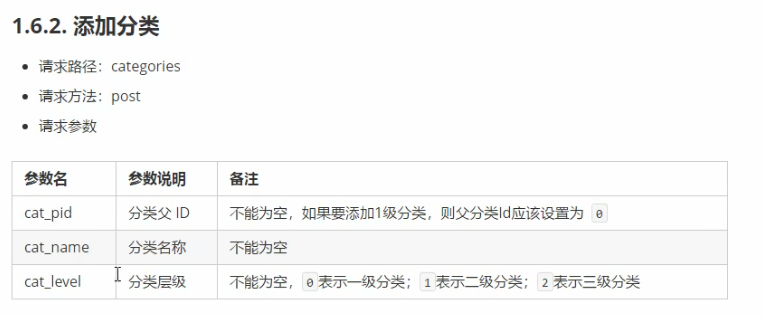 1.6.2. 添加分类
请求路径：categories
请求方法：post
请求参数
参数名 参数说明 备注
cat_pid 分类父 ID 不能为空，如果要添加1级分类，则父分类Id应该设置为 0
cat_name 分类名称 不能为空
cat_level 分类层级 不能为空，0表示一级分类；1表示二级分类；2表示三级分类